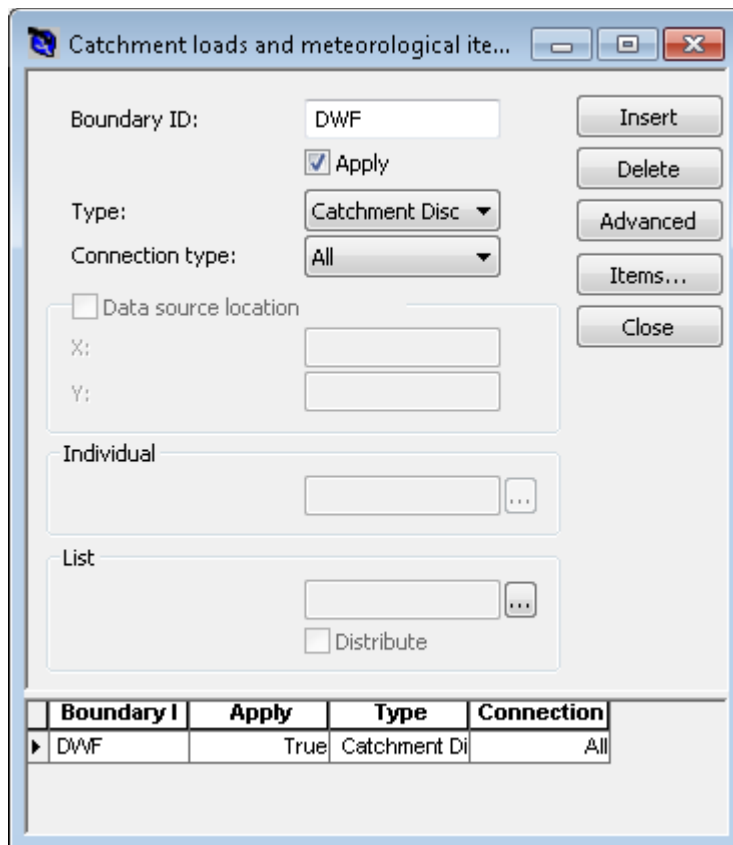 Catchment loads and meteorological ite...
Boundary ID: DWF Insert
Apply Delete
Type: Catchment Disc Advanced
Connection type: All Items...
Data source location Close
X:
Y:
Individual
...
List
...
Distribute
Boundary I Apply Type Connection
DWF True Catchment Di All